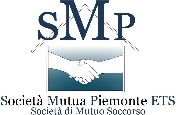 SMP
Società Mutua Piemonte ETS
Società di Mutuo Soccorso